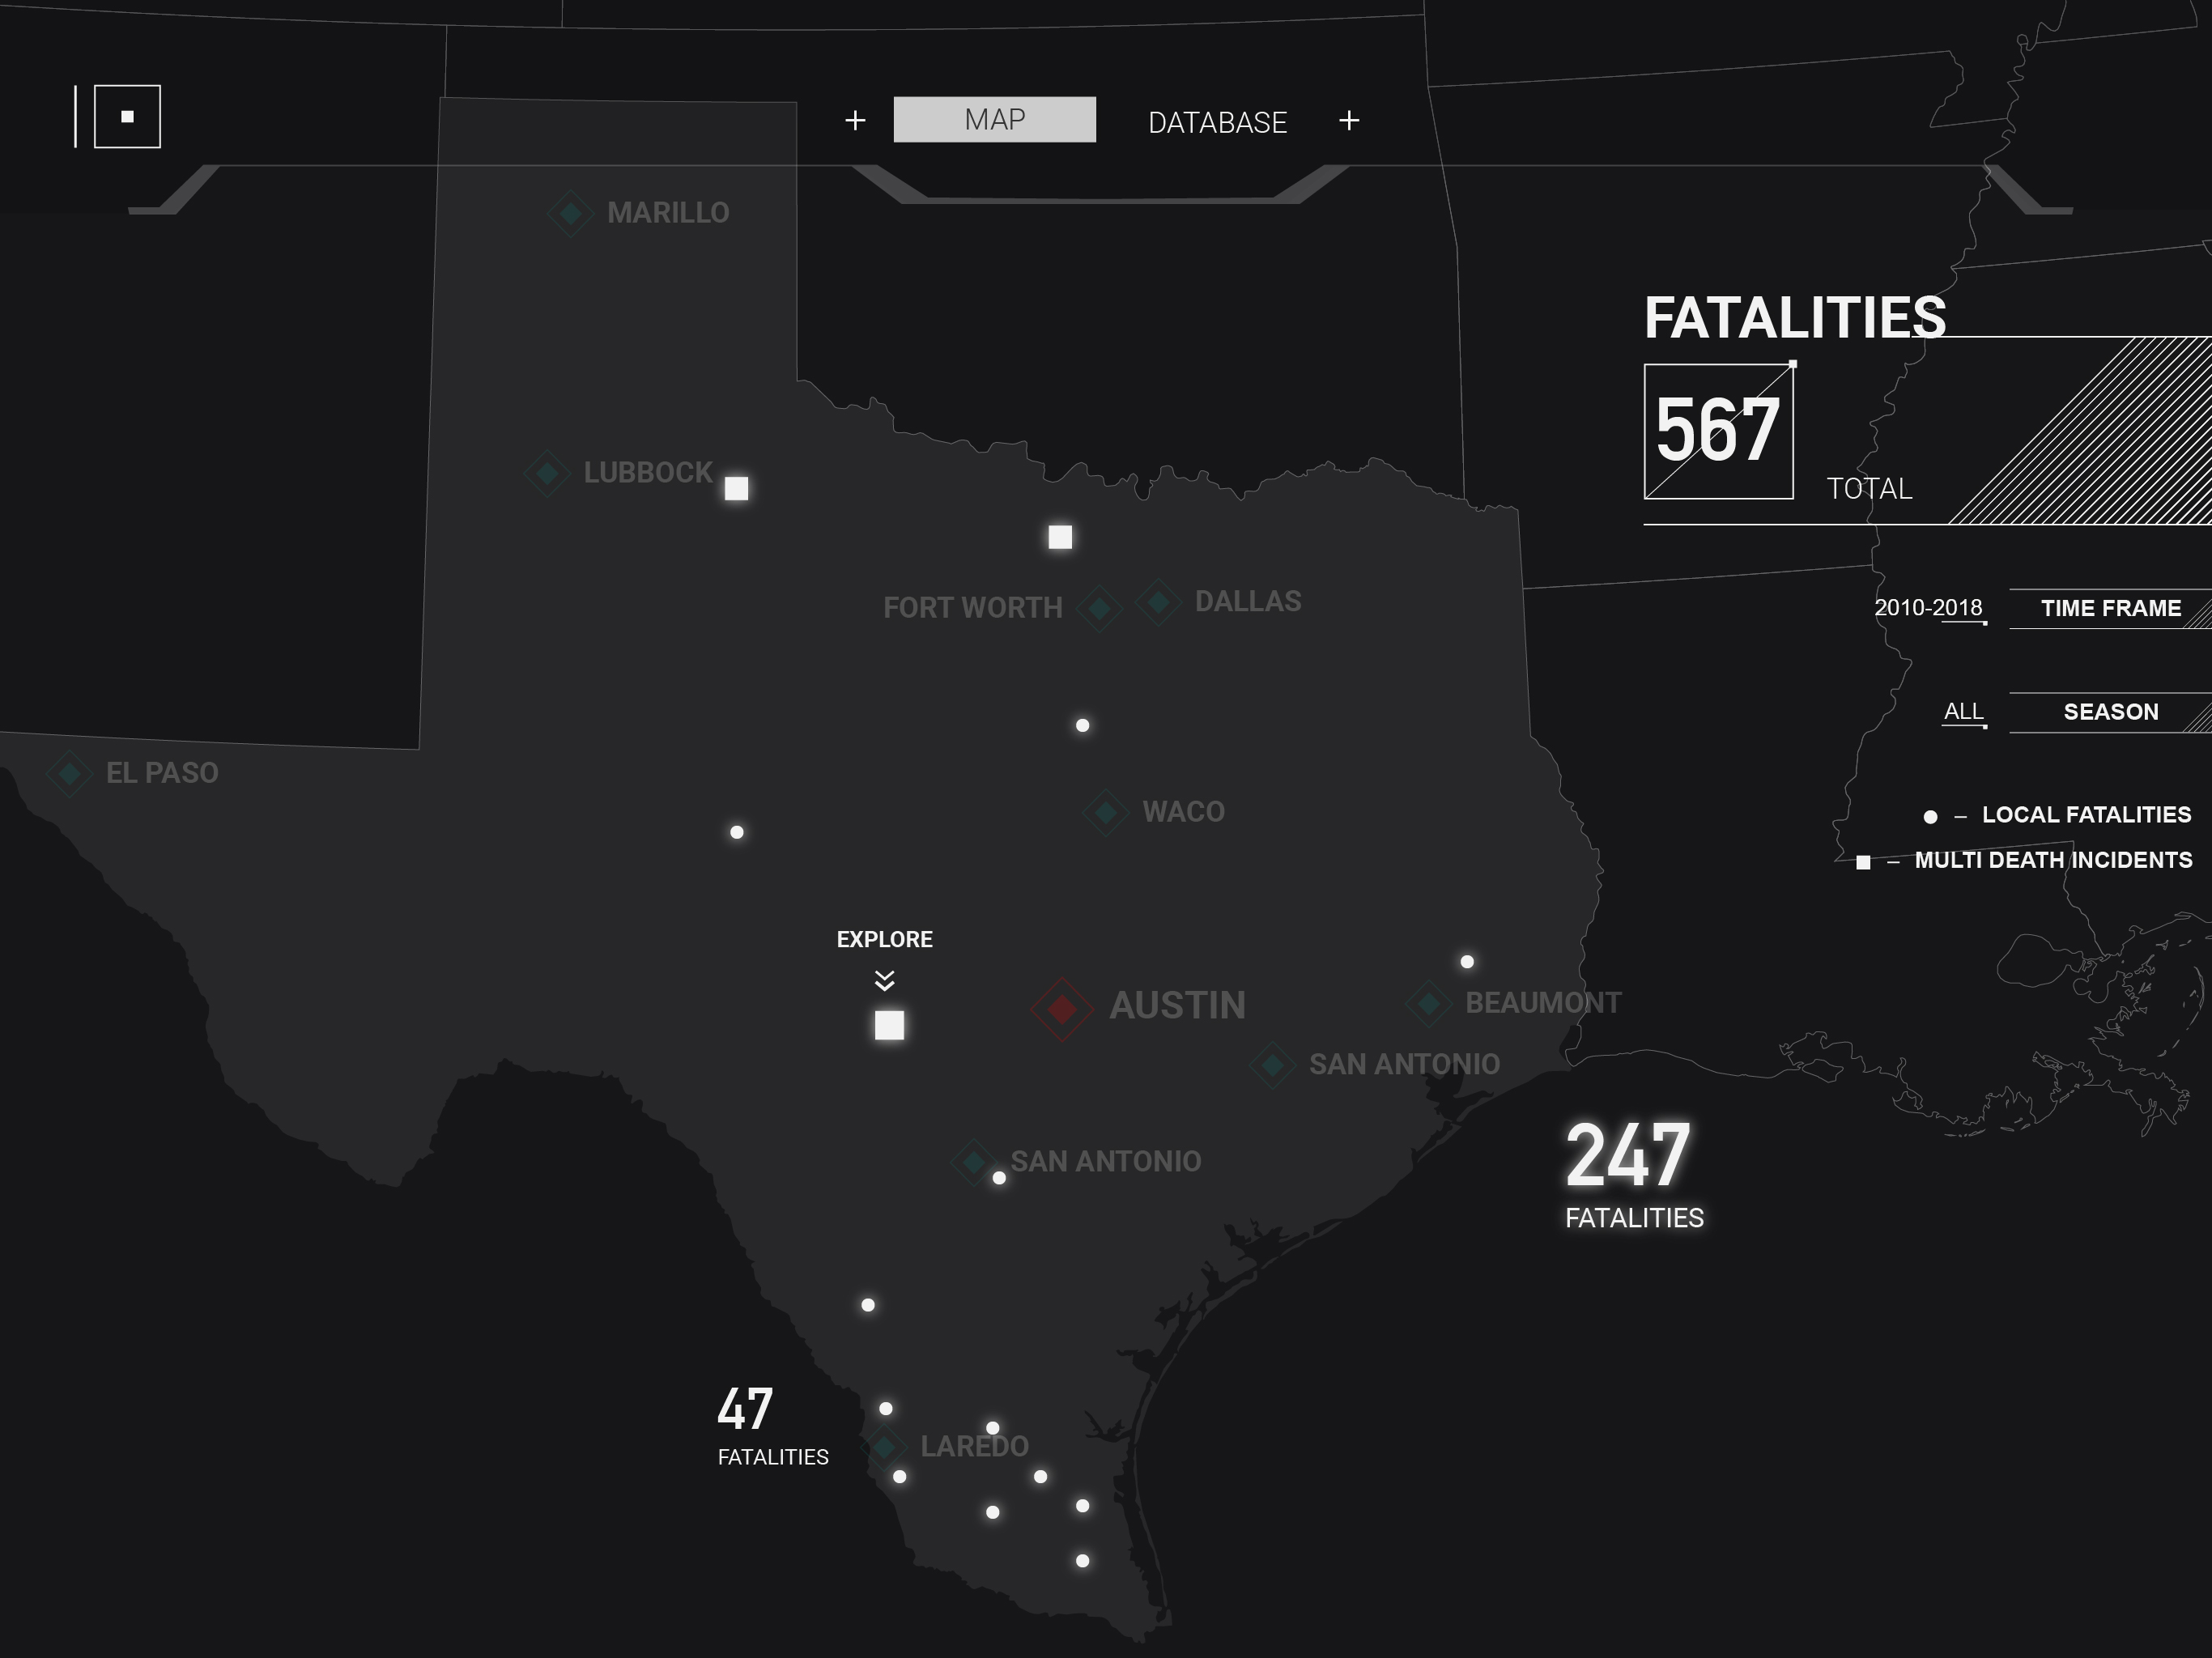 + MAP DATABASE +
MARILLO
FATALITIES
567
TOTAL
LUBBOCK
FORT WORTH
DALLAS
2010-2018 TIME FRAME
ALL SEASON
EL PASO
WACO
– LOCAL FATALITIES
– MULTI DEATH INCIDENTS
EXPLORE
AUSTIN
BEAUMONT
SAN ANTONIO
SAN ANTONIO
247
FATALITIES
47
FATALITIES
LAREDO